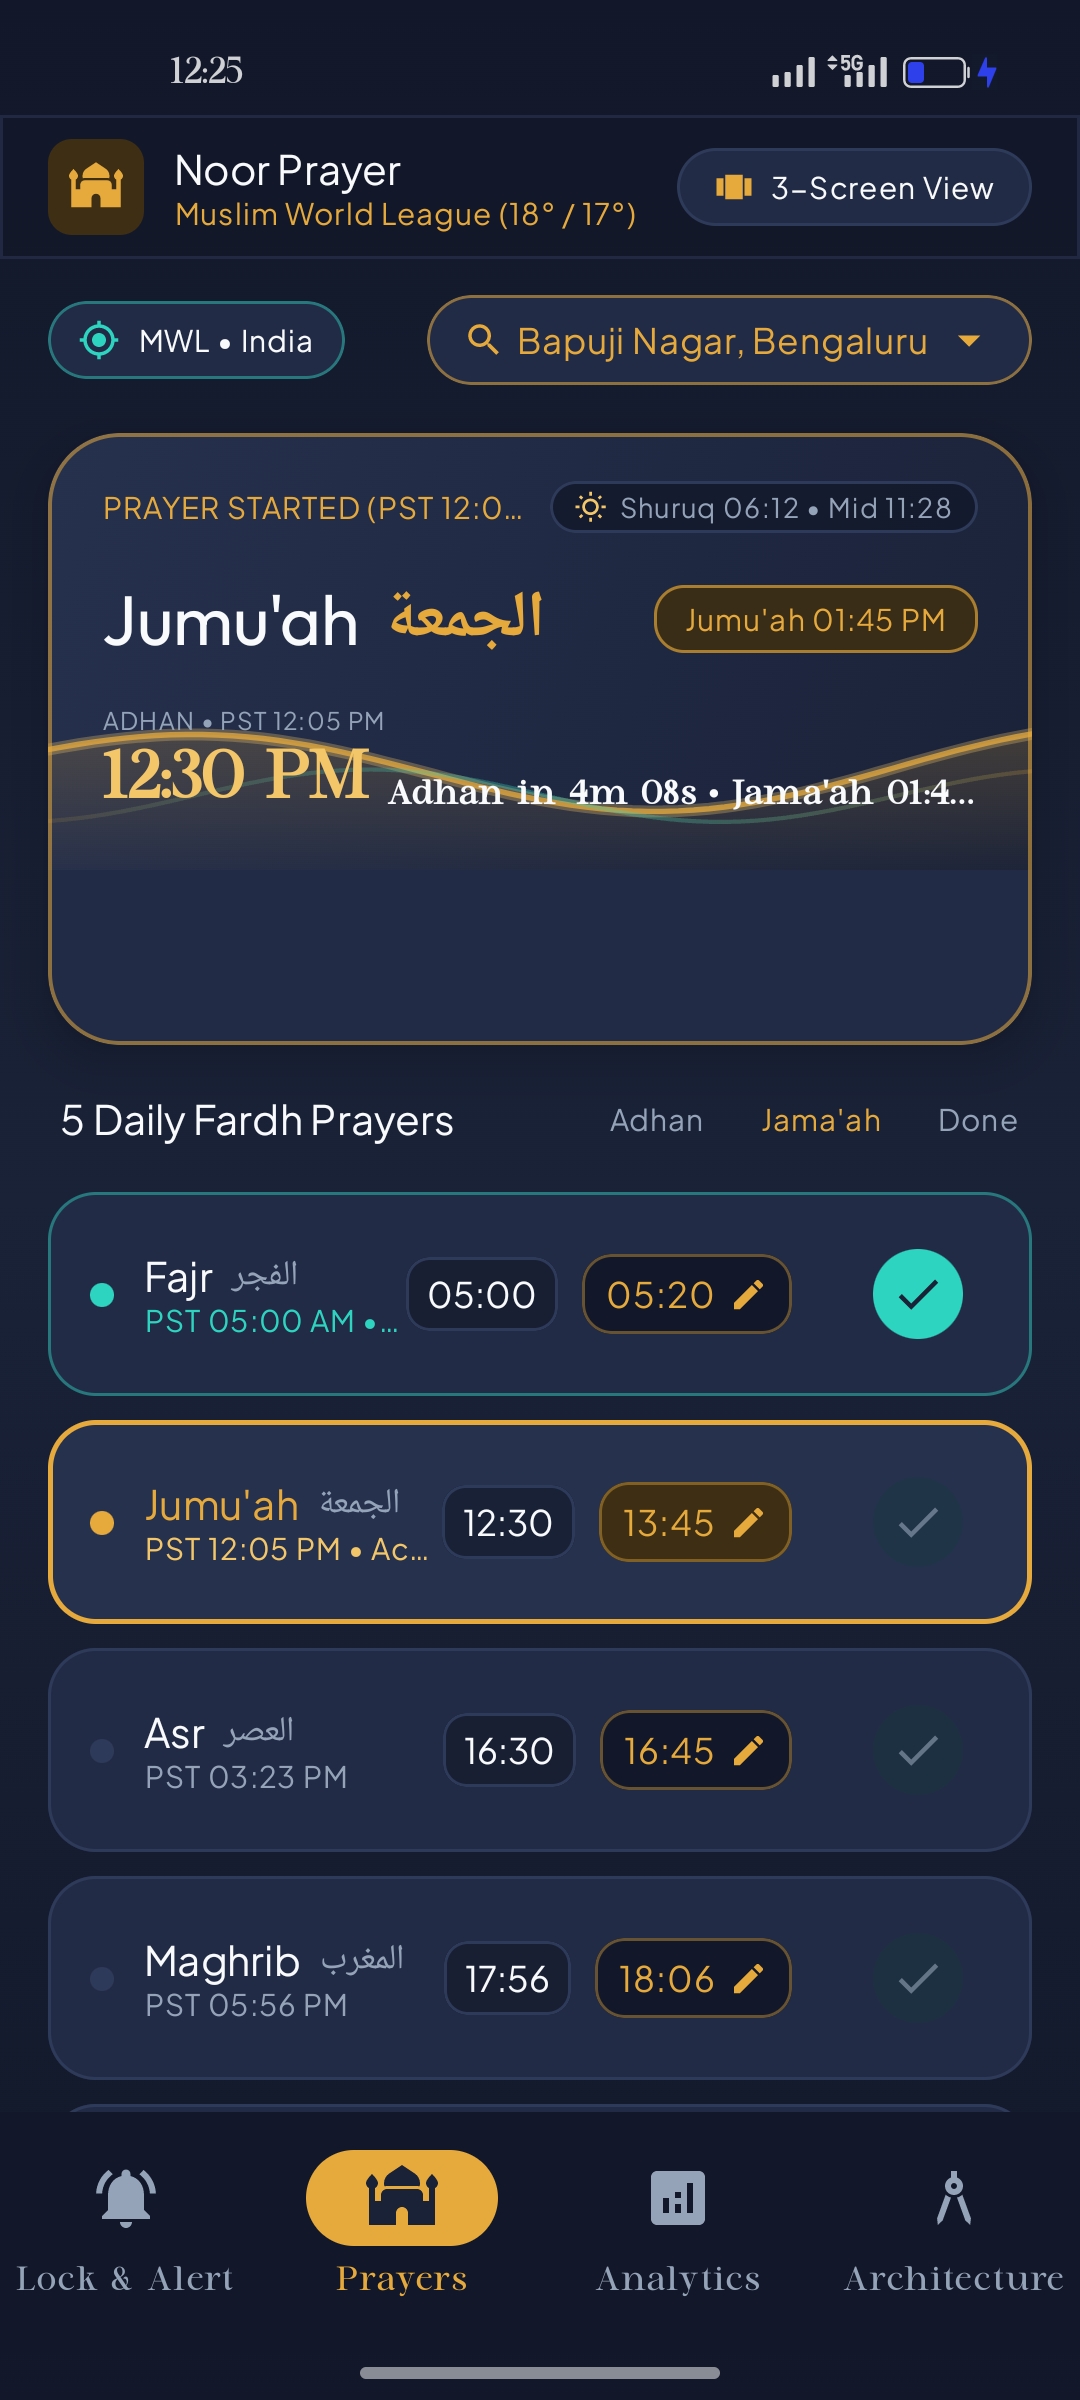 12:25
5G
Noor Prayer
Muslim World League (18° / 17°)
3-Screen View
MWL • India
Bapuji Nagar, Bengaluru
PRAYER STARTED (PST 12:0...
Shuruq 06:12 • Mid 11:28
Jumu'ah الجمعة
Jumu'ah 01:45 PM
ADHAN • PST 12:05 PM
12:30 PM Adhan in 4m 08s • Jama'ah 01:4...
5 Daily Fardh Prayers Adhan Jama'ah Done
Fajr الفجر
PST 05:00 AM •...
05:00 05:20
Jumu'ah الجمعة
PST 12:05 PM • Ac...
12:30 13:45
Asr العصر
PST 03:23 PM
16:30 16:45
Maghrib المغرب
PST 05:56 PM
17:56 18:06
Lock & Alert Prayers Analytics Architecture